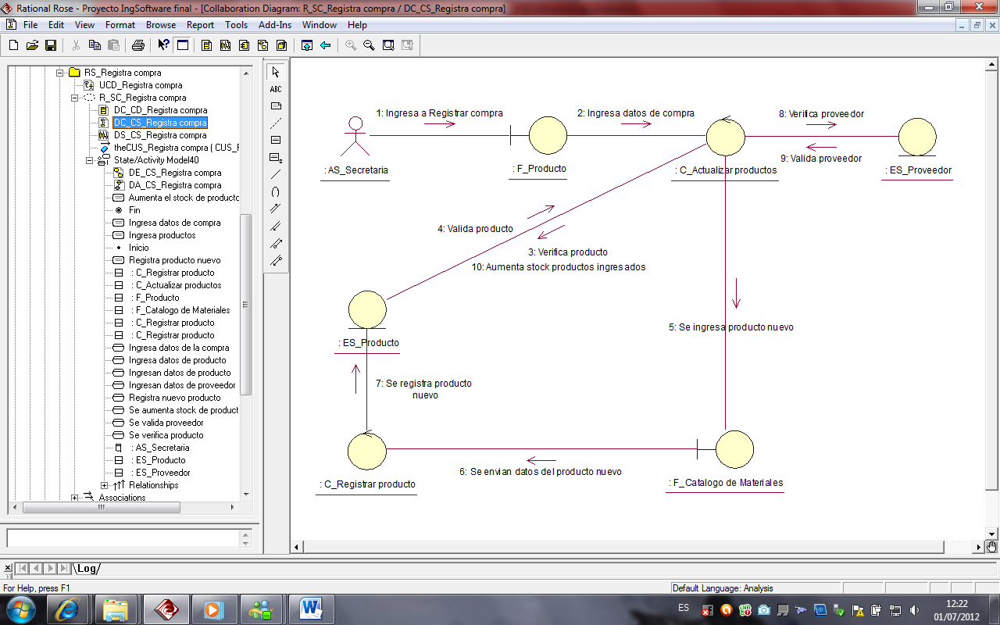 Rational Rose - Proyecto IngSoftware final - [Collaboration Diagram: R_SC_Registra compra / DC_CS_Registra compra]
File Edit View Format Browse Report Tools Add-Ins Window Help
RS_Registra compra
UCD_Registra compra
R_SC_Registra compra
DC_CD_Registra compra
DC_CS_Registra compra
DS_CS_Registra compra
theCUS_Registra compra ( CUS_F
State/Activity Model40
DE_CS_Registra compra
DA_CS_Registra compra
Aumenta el stock de producto
Fin
Ingresa datos de compra
Ingresa productos
Inicio
Registra producto nuevo
: C_Registrar producto
: C_Actualizar productos
: F_Producto
: F_Catalogo de Materiales
: C_Registrar producto
: C_Registrar producto
Ingresa datos de la compra
Ingresa datos de producto
Ingresan datos de producto
Ingresan datos de proveedor
Registra nuevo producto
Se aumenta stock de product
Se valida proveedor
Se verifica producto
: AS_Secretaria
: ES_Producto
: ES_Proveedor
Relationships
Associations
ABC
1: Ingresa a Registrar compra
2: Ingresa datos de compra
8: Verifica proveedor
9: Valida proveedor
: AS_Secretaria
: F_Producto
: C_Actualizar productos
: ES_Proveedor
4: Valida producto
3: Verifica producto
10: Aumenta stock productos ingresados
5: Se ingresa producto nuevo
: ES_Producto
7: Se registra producto
nuevo
6: Se envian datos del producto nuevo
: C_Registrar producto
: F_Catalogo de Materiales
Log
For Help, press F1
Default Language: Analysis
ES
12:22
01/07/2012